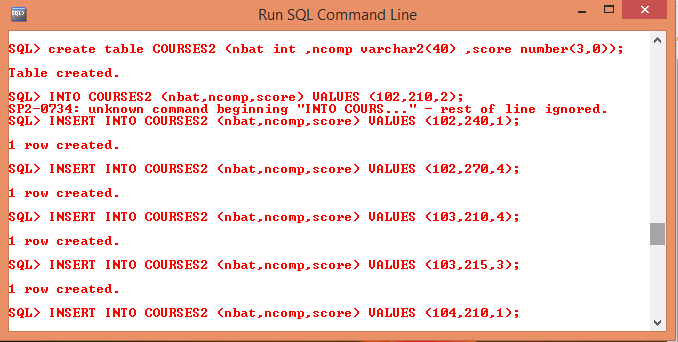 Run SQL Command Line
SQL> create table COURSES2 (nbat int ,ncomp varchar2(40) ,score number(3,0));
Table created.
SQL> INTO COURSES2 (nbat,ncomp,score) VALUES (102,210,2);
SP2-0734: unknown command beginning "INTO COURS..." - rest of line ignored.
SQL> INSERT INTO COURSES2 (nbat,ncomp,score) VALUES (102,240,1);
1 row created.
SQL> INSERT INTO COURSES2 (nbat,ncomp,score) VALUES (102,270,4);
1 row created.
SQL> INSERT INTO COURSES2 (nbat,ncomp,score) VALUES (103,210,4);
1 row created.
SQL> INSERT INTO COURSES2 (nbat,ncomp,score) VALUES (103,215,3);
1 row created.
SQL> INSERT INTO COURSES2 (nbat,ncomp,score) VALUES (104,210,1);